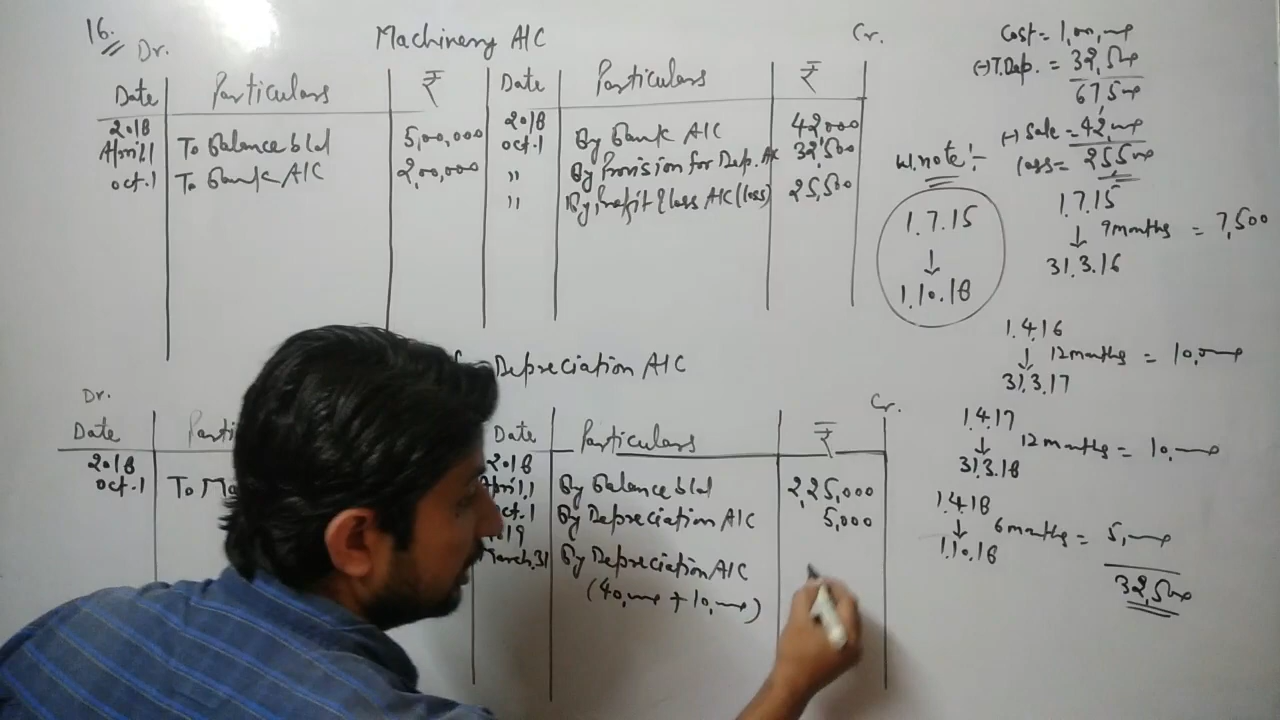 16.
Dr. Machinery A/C Cr.
Date Particulars ₹ Date Particulars ₹
2018 2018
April 1 To Balance b/d 5,00,000 Oct.1 By Bank A/C 42,000
Oct.1 To Bank A/C 2,00,000 " By Provision for Dep. A/c 32,500
" By Profit & loss A/C (loss) 25,500
Cost = 1,00,000
(-) T.Dep. = 32,500
67,500
(-) Sale = 42,000
loss = 25,500
W.note:-
1.7.15
↓
1.10.18
1.7.15
↓ 9 months = 7,500
31.3.16
1.4.16
↓ 12 months = 10,000
31.3.17
1.4.17
↓ 12 months = 10,000
31.3.18
1.4.18
↓ 6 months = 5,000
1.10.18
32,500
Depreciation A/C
Dr. Cr.
Date Parti Date Particulars ₹
2018 2018
Oct.1 To Ma April,1 By Balance b/d 2,25,000
Oct.1 By Depreciation A/C 5,000
2019
March.31 By Depreciation A/C
(40,000 + 10,000)